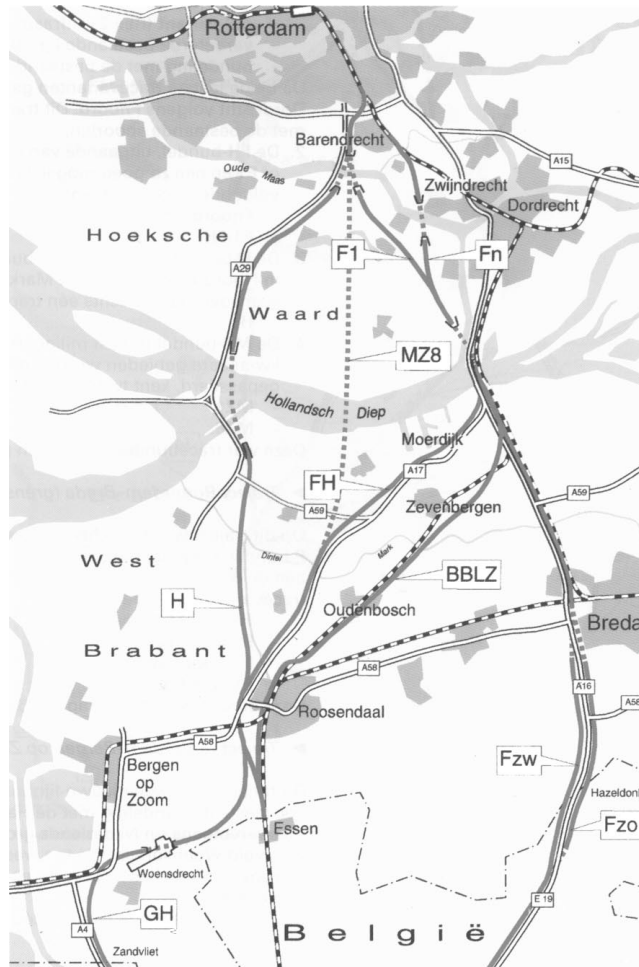 Rotterdam
Barendrecht
A15
Oude Maas
Zwijndrecht
Dordrecht
Hoeksche
F1
Fn
A29
Waard
MZ8
Hollandsch Diep
Moerdijk
A17
FH
A59
A59
Zevenbergen
West
Dintel
Mark
BBLZ
H
Oudenbosch
Breda
Brabant
A58
A16
A58
Roosendaal
A58
Bergen
op
Zoom
Fzw
Hazeldonk
Essen
Fzo
Woensdrecht
GH
E 19
A4
België
Zandvliet